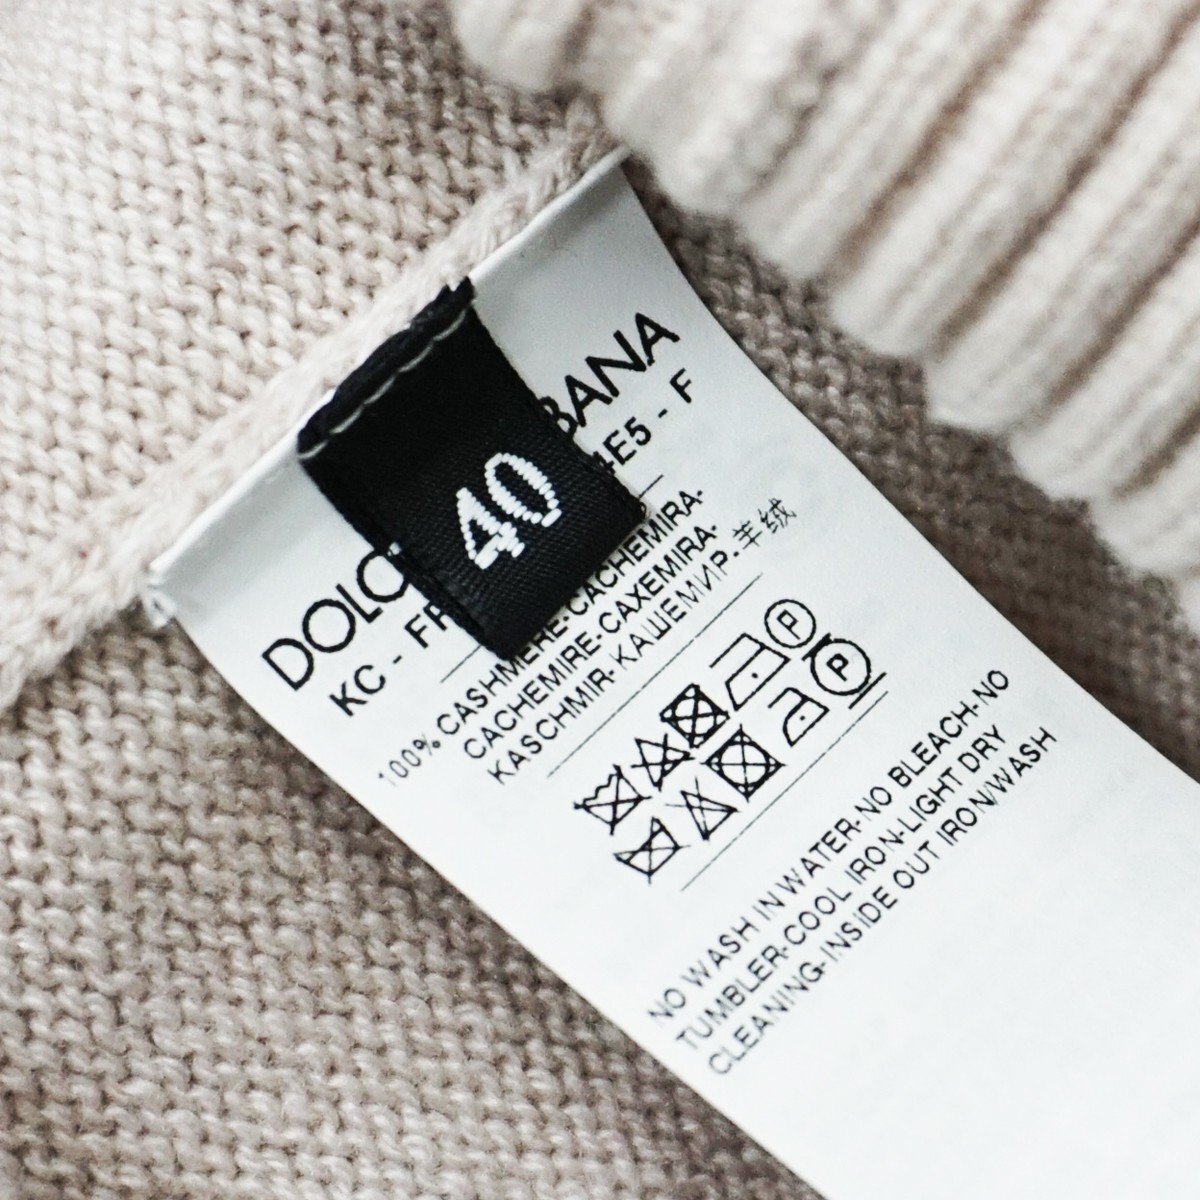 40
DOLC BANA
KC - FR 4E5 - F
100% CASHMERE-CACHEMIRA-
CACHEMIRE-CAXEMIRA-
KASCHMIR-КАШЕМИР-羊绒
P
P
NO WASH IN WATER-NO BLEACH-NO
TUMBLER-COOL IRON-LIGHT DRY
CLEANING-INSIDE OUT IRON/WASH